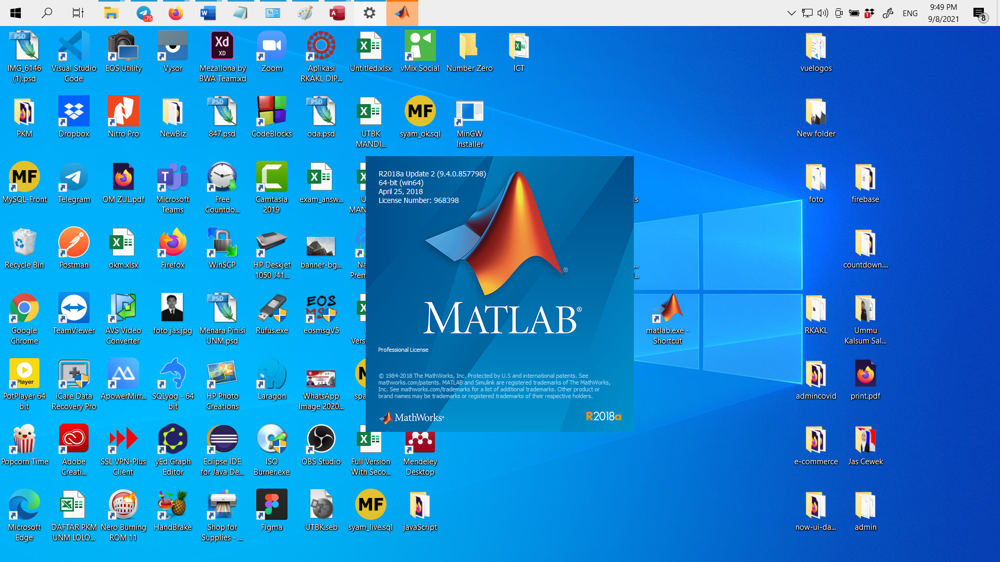 .75
ENG
9:49 PM
9/8/2021
1
8
IMG_6146
(1).psd
Visual Studio
Code
EOS Utility
Vysor
Mezallona by
BWA Team.xd
Zoom
Aplikasi
RKAKL DIP...
Untitled.xlsx
vMix Social
Number Zero
ICT
vuelogos
PKM
Dropbox
Nitro Pro
NewBiz
847.psd
CodeBlocks
oda.psd
UTBK
MANDI...
syam_ok.sql
MinGW
Installer
New folder
MySQL-Front
Telegram
OM ZUL.pdf
Microsoft
Teams
Free
Countdo...
Camtasia
2019
exam_answ...
foto
firebase
Recycle Bin
Postman
okm.xlsx
Firefox
WinSCP
HP Deskjet
1050 J41...
banner-bg...
countdown....
Google
Chrome
TeamViewer
AVS Video
Converter
foto jas.jpg
Menara Pinisi
UNM.psd
Rufus.exe
eosmsgV5
matlab.exe -
Shortcut
RKAKL
Ummu
Kalsum Sal...
PotPlayer 64
bit
iCare Data
Recovery Pro
ApowerMirr...
SQLyog - 64
bit
HP Photo
Creations
Laragon
WhatsApp
Image 2020...
admincovid
print.pdf
Popcorn Time
Adobe
Creati...
SSL VPN-Plus
Client
yEd Graph
Editor
Eclipse IDE
for Java De...
ISO
Burner.exe
OBS Studio
Full Version
With Seco...
Mendeley
Desktop
e-commerce
Jas Cewek
Microsoft
Edge
DAFTAR PKM
UNM LOLO...
Nero Burning
ROM 11
HandBrake
Shop for
Supplies - ...
Figma
UTBK.seb
syam_live.sql
javaScript
now-ui-da...
admin
R2018a Update 2 (9.4.0.857798)
64-bit (win64)
April 25, 2018
License Number: 968398
MATLAB®
Professional License
© 1984-2018 The MathWorks, Inc. Protected by U.S and international patents. See
mathworks.com/patents. MATLAB and Simulink are registered trademarks of The MathWorks,
Inc. See mathworks.com/trademarks for a list of additional trademarks. Other product or
brand names may be trademarks or registered trademarks of their respective holders.
MathWorks®
R2018a